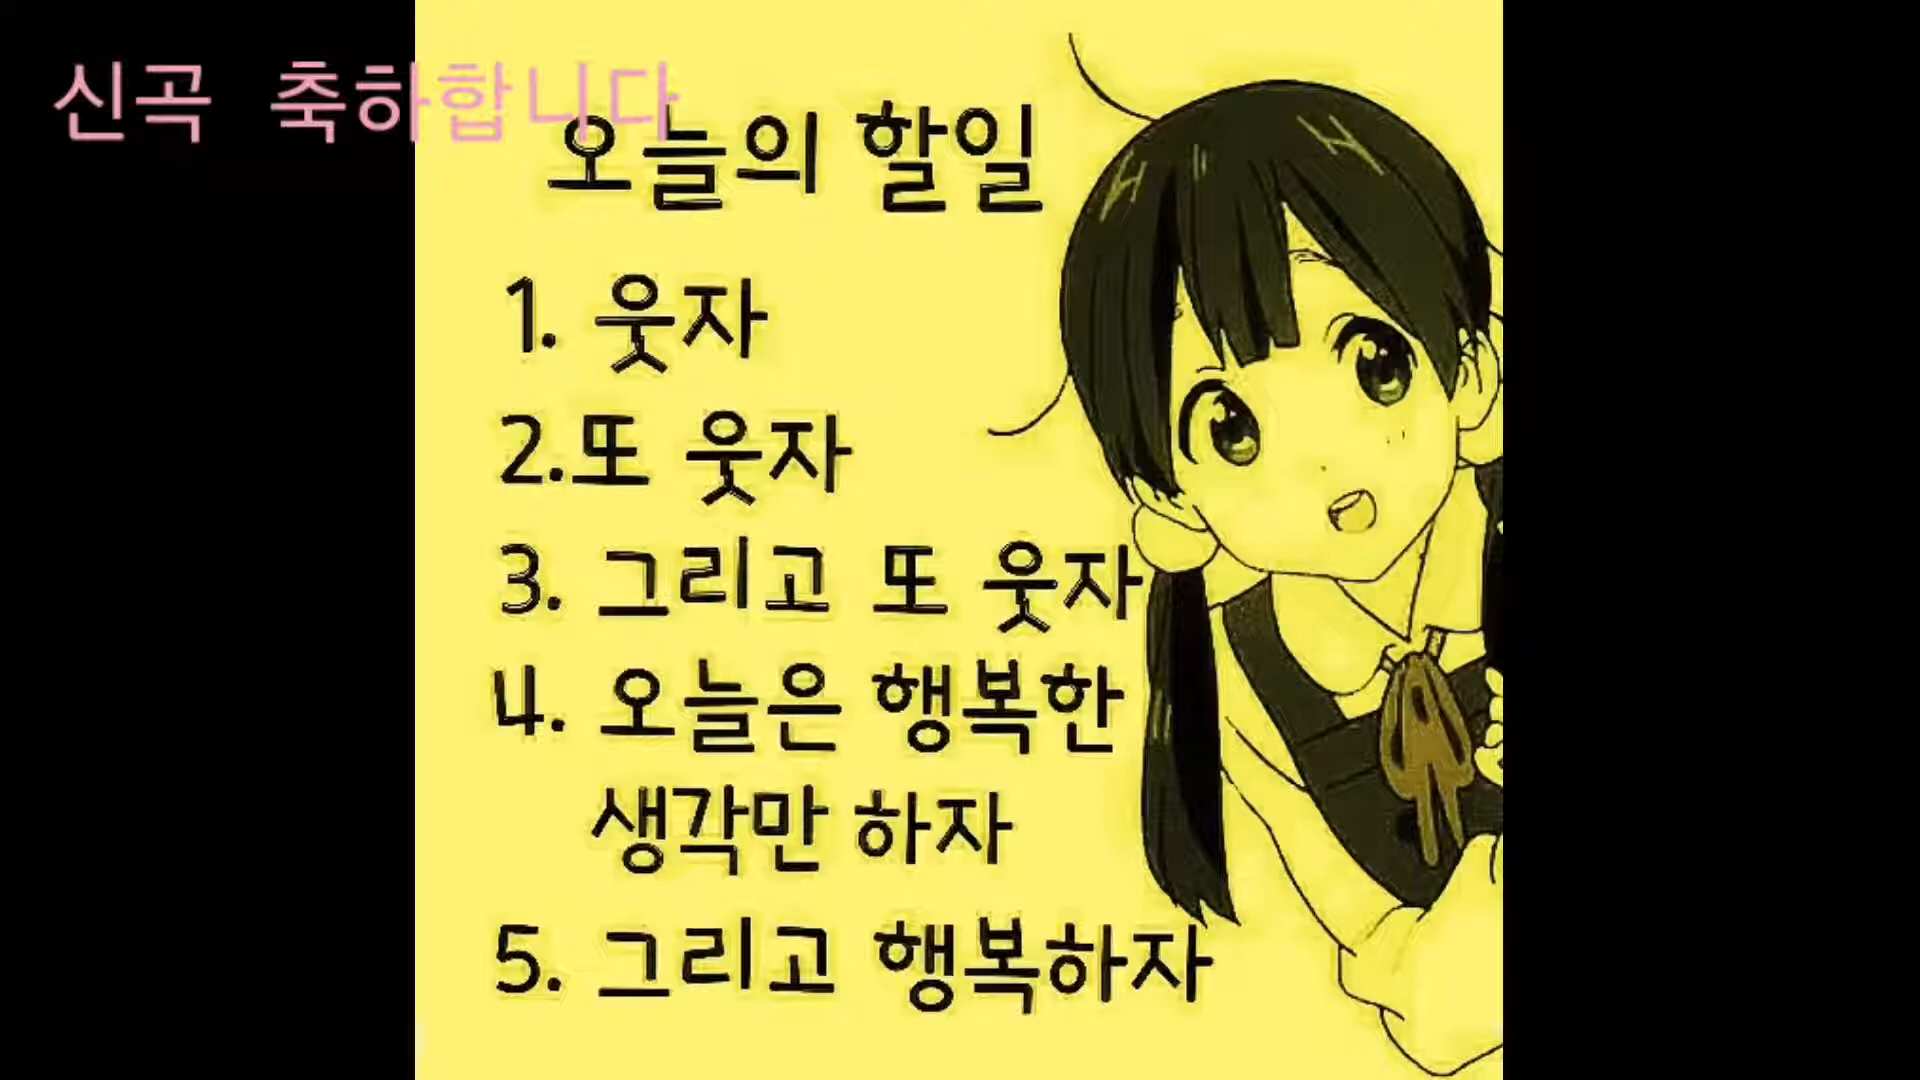 신곡 축하합니다
오늘의 할일
1. 웃자
2.또 웃자
3. 그리고 또 웃자
4. 오늘은 행복한
생각만 하자
5. 그리고 행복하자